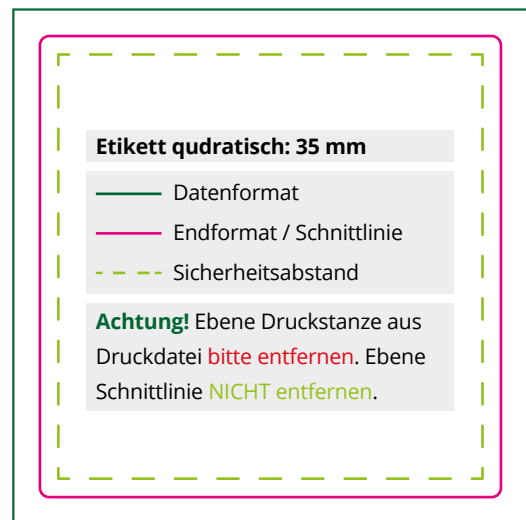 Etikett qudratisch: 35 mm
Datenformat
Endformat / Schnittlinie
Sicherheitsabstand
Achtung! Ebene Druckstanze aus
Druckdatei bitte entfernen. Ebene
Schnittlinie NICHT entfernen.